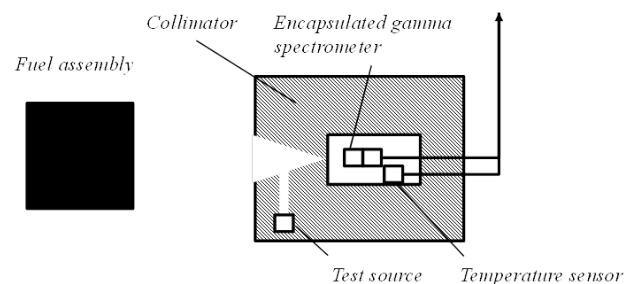 Collimator
Encapsulated gamma
spectrometer
Fuel assembly
Test source
Temperature sensor